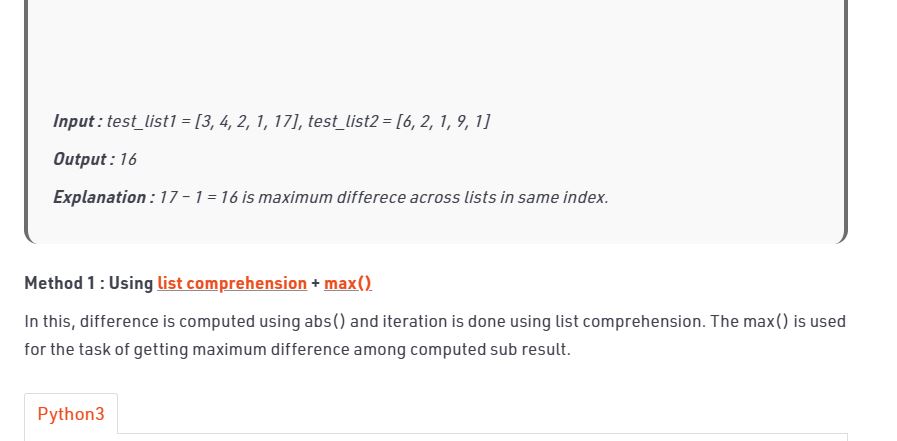 Input : test_list1 = [3, 4, 2, 1, 17], test_list2 = [6, 2, 1, 9, 1]
Output : 16
Explanation : 17 – 1 = 16 is maximum differece across lists in same index.
Method 1 : Using list comprehension + max()
In this, difference is computed using abs() and iteration is done using list comprehension. The max() is used
for the task of getting maximum difference among computed sub result.
Python3